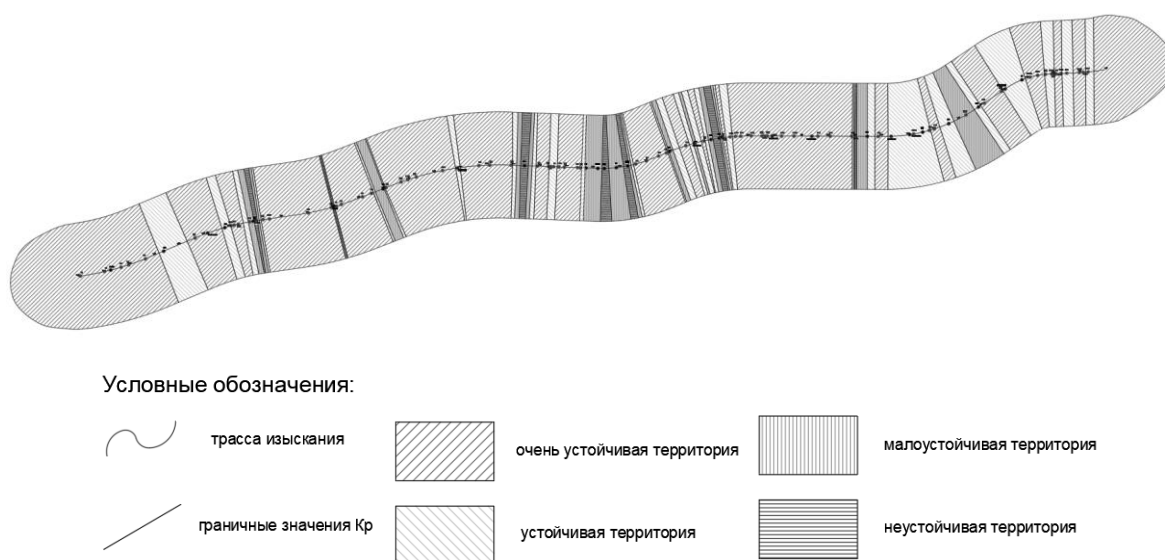 Условные обозначения:
трасса изыскания
очень устойчивая территория
малоустойчивая территория
граничные значения Кр
устойчивая территория
неустойчивая территория